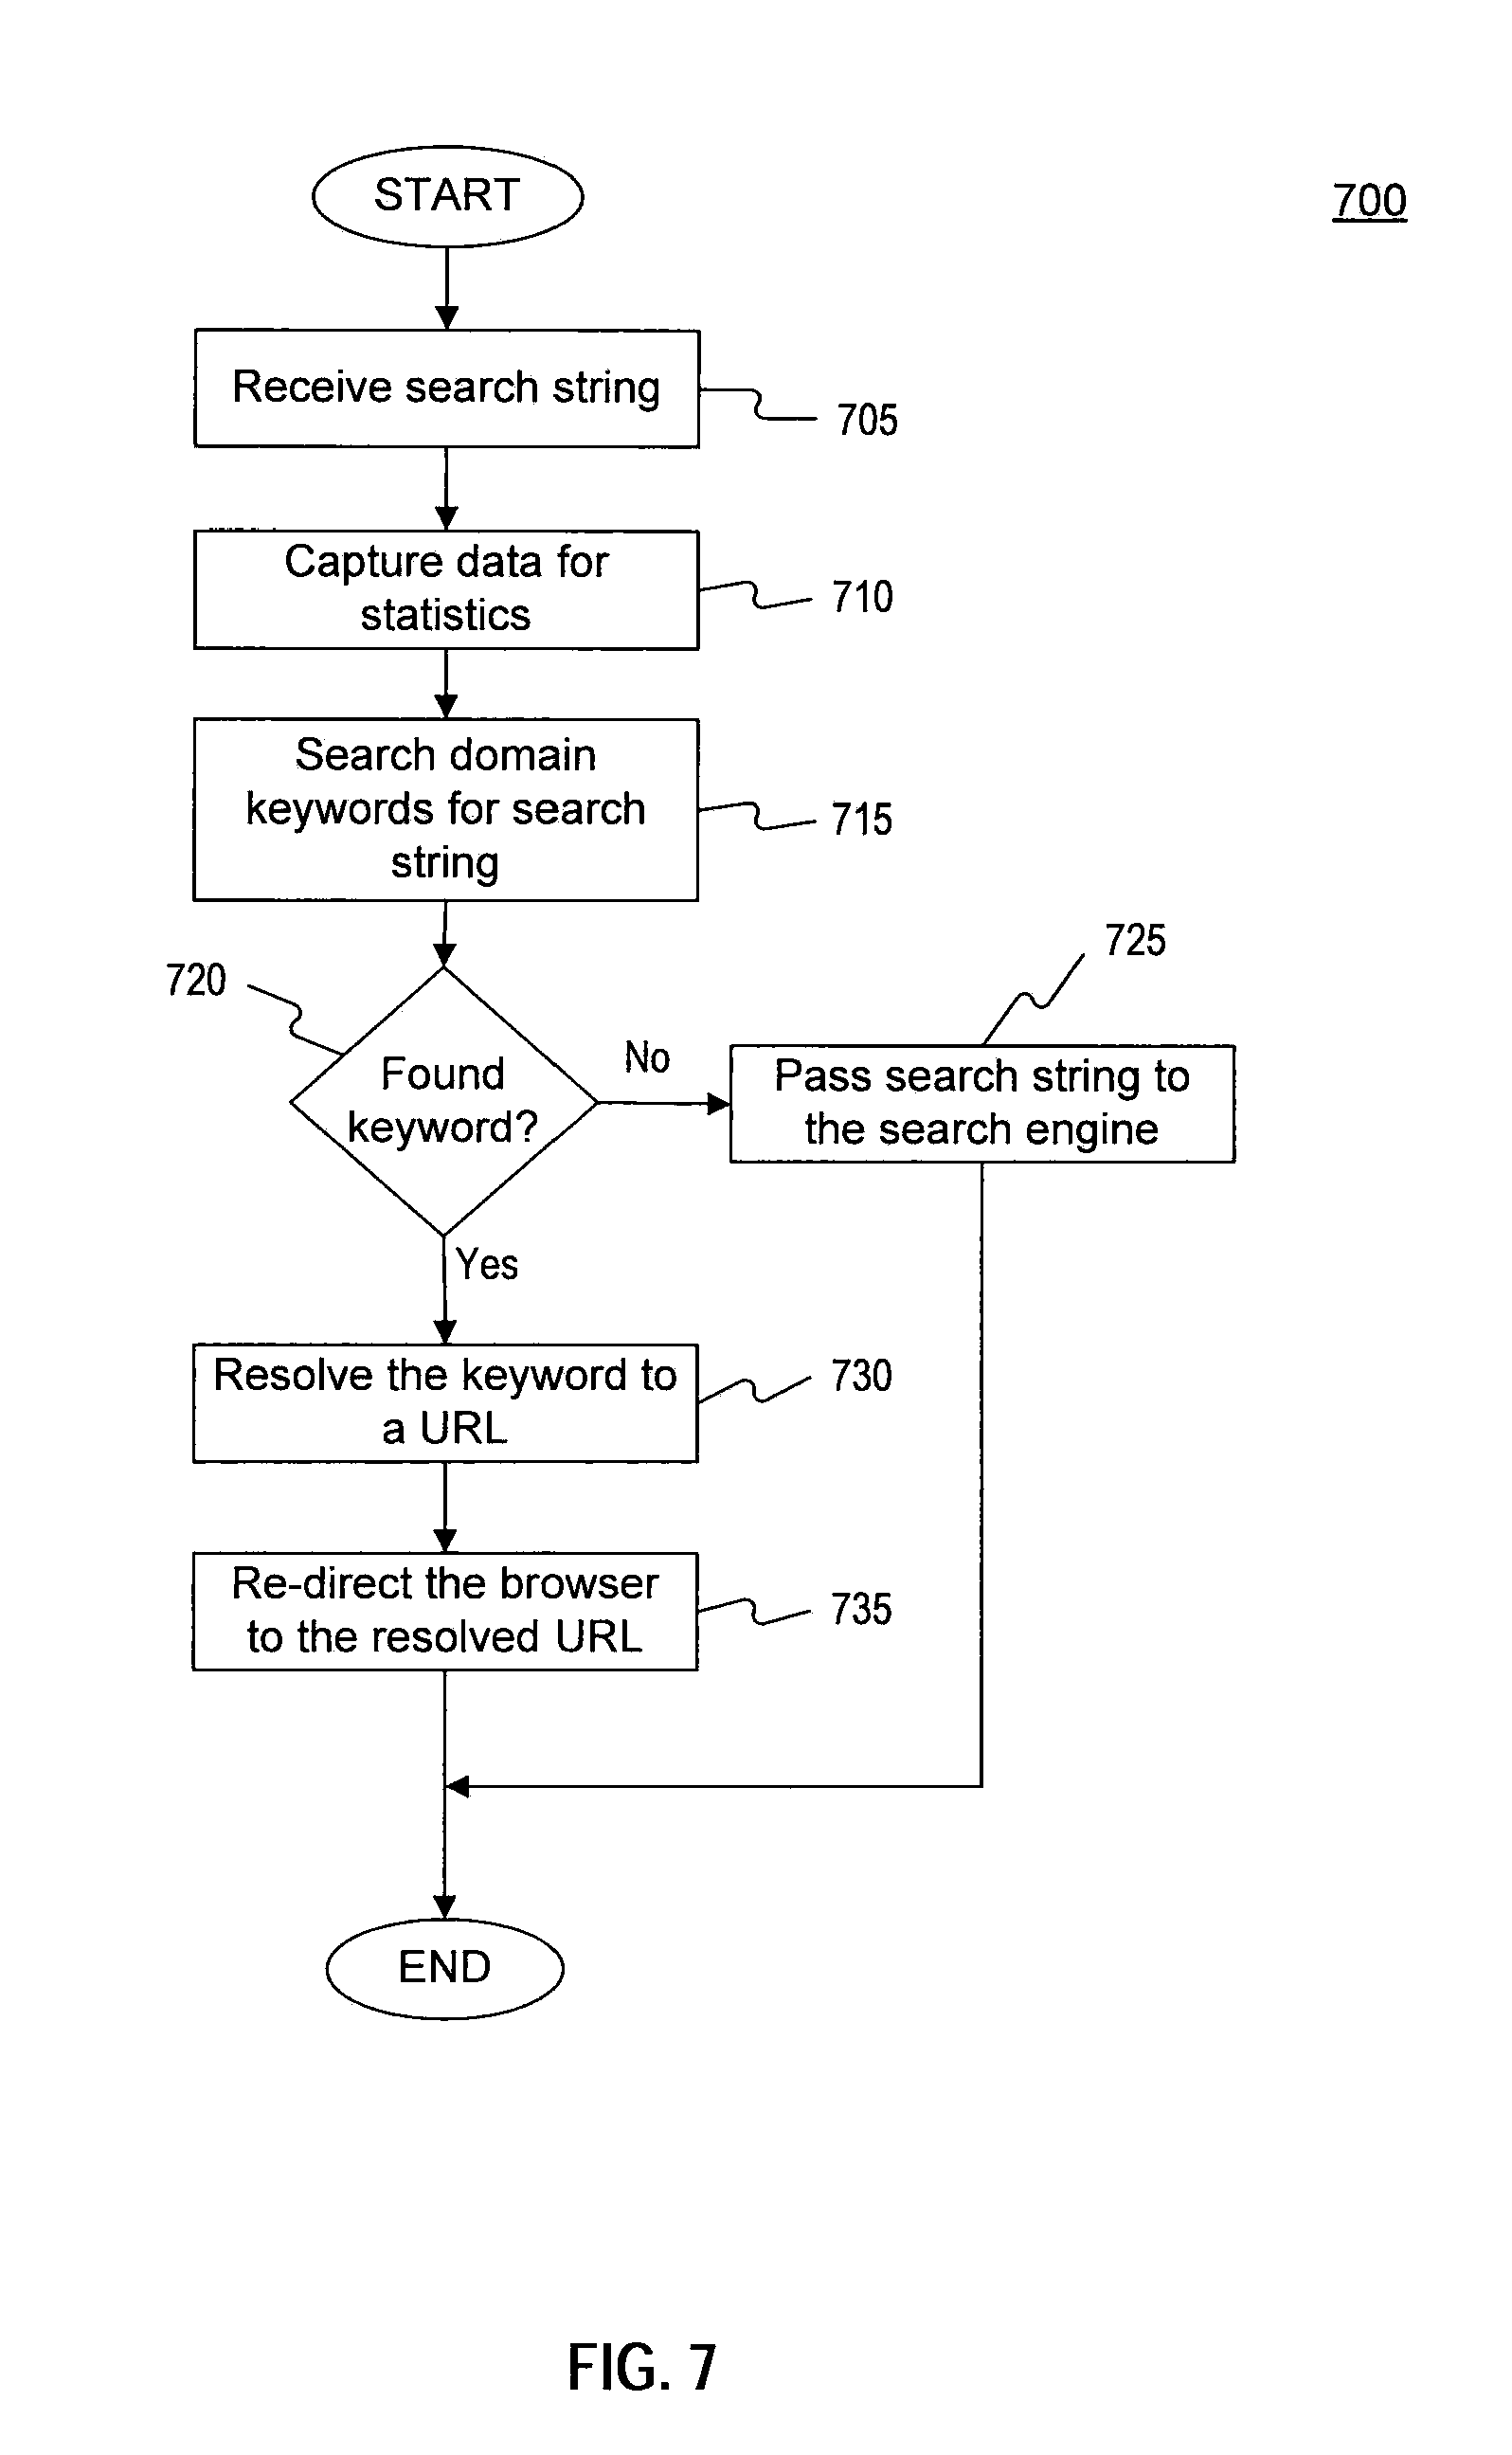 START
700
Receive search string
705
Capture data for
statistics
710
Search domain
keywords for search
string
715
720
725
Found
keyword?
No
Pass search string to
the search engine
Yes
Resolve the keyword to
a URL
730
Re-direct the browser
to the resolved URL
735
END
FIG. 7